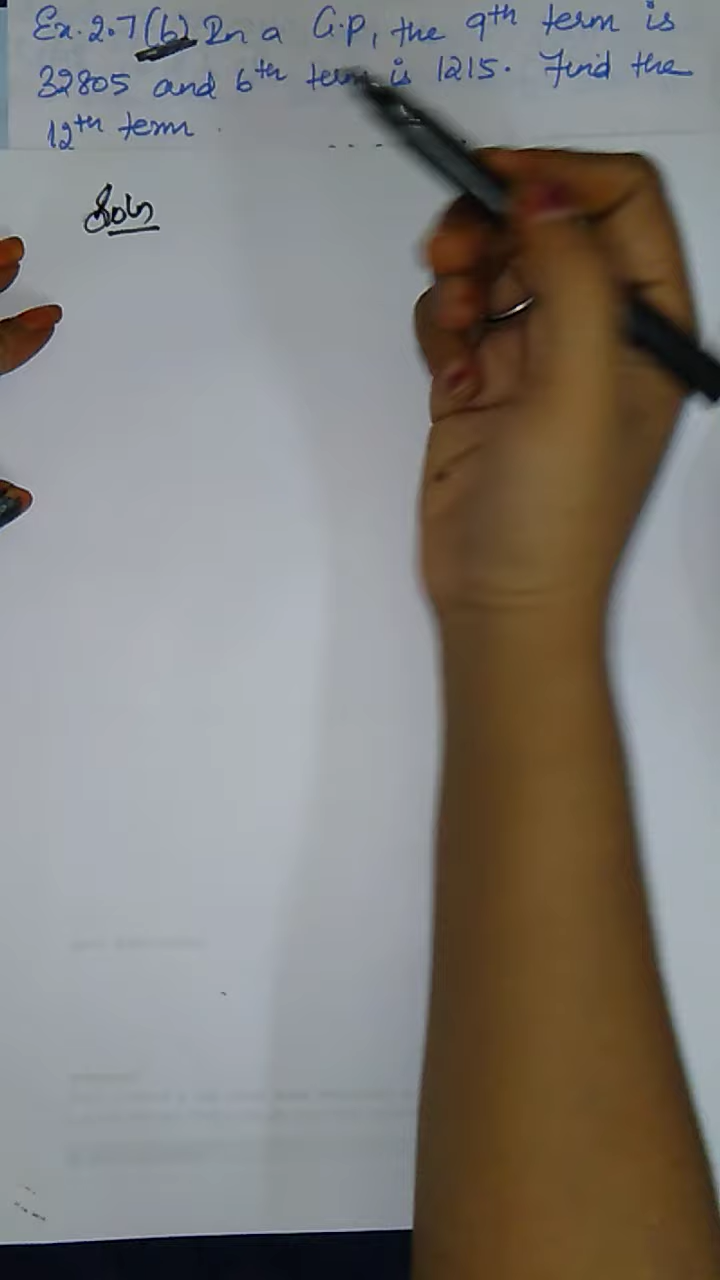 Ex. 2.7(6) In a G.P, the 9th term is
32805 and 6th term is 1215. Find the
12th term.
Soln